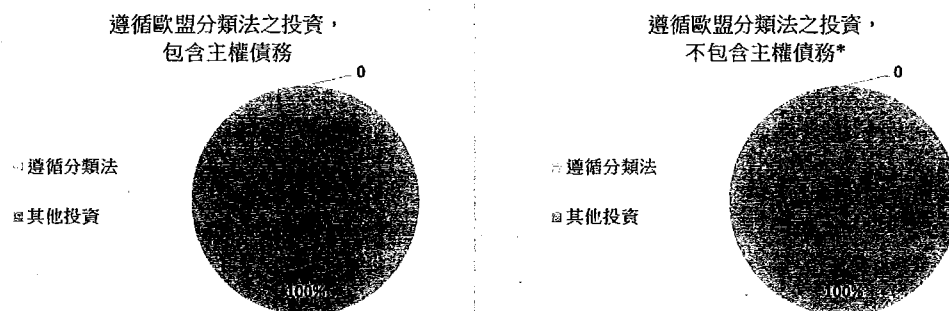 遵循歐盟分類法之投資，
包含主權債務
0
遵循分類法
其他投資
100%
遵循歐盟分類法之投資，
不包含主權債務*
0
遵循分類法
其他投資
100%